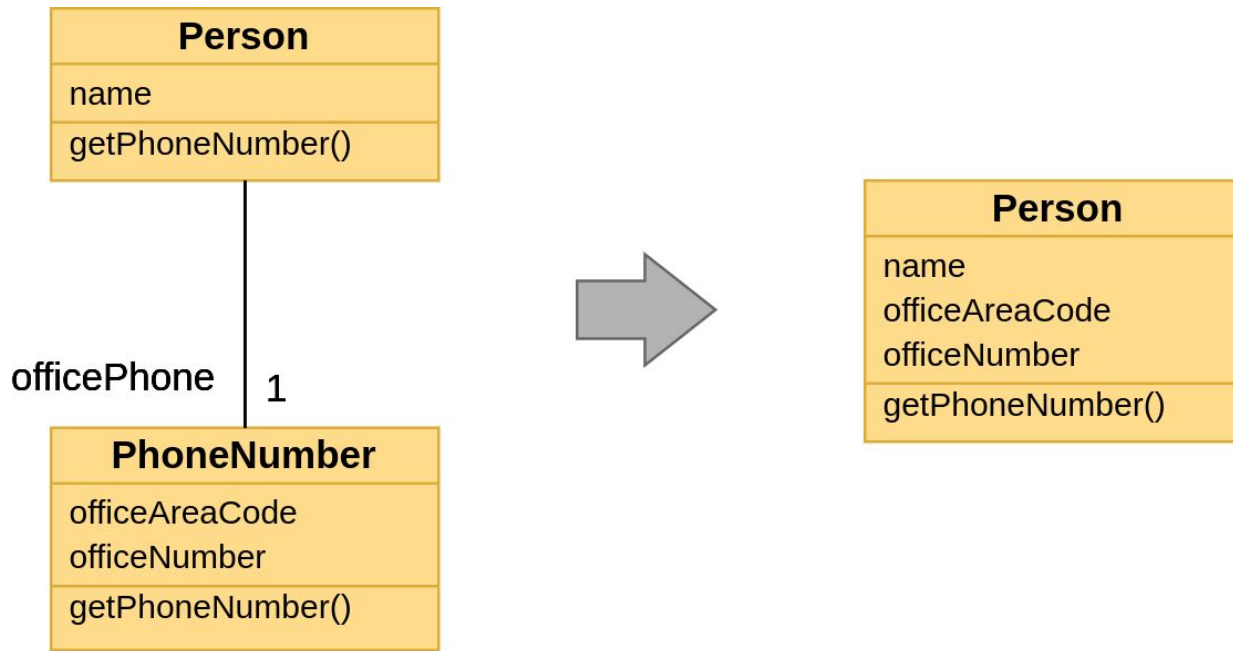 Person
name
getPhoneNumber()
officePhone
1
PhoneNumber
officeAreaCode
officeNumber
getPhoneNumber()
Person
name
officeAreaCode
officeNumber
getPhoneNumber()